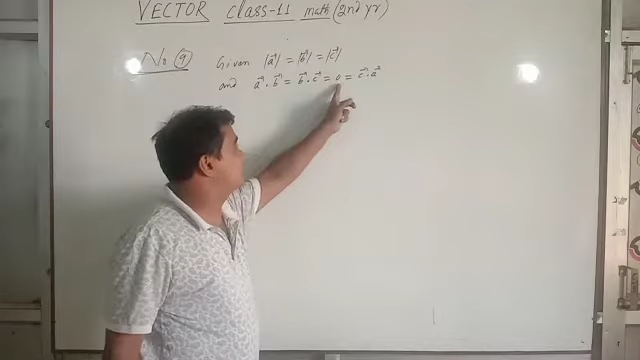 VECTOR Class-11 math (2nd yr)
No 9 Given |a⃗| = |b⃗| = |c⃗|
and a⃗ . b⃗ = b⃗ . c⃗ = 0 = c⃗ . a⃗